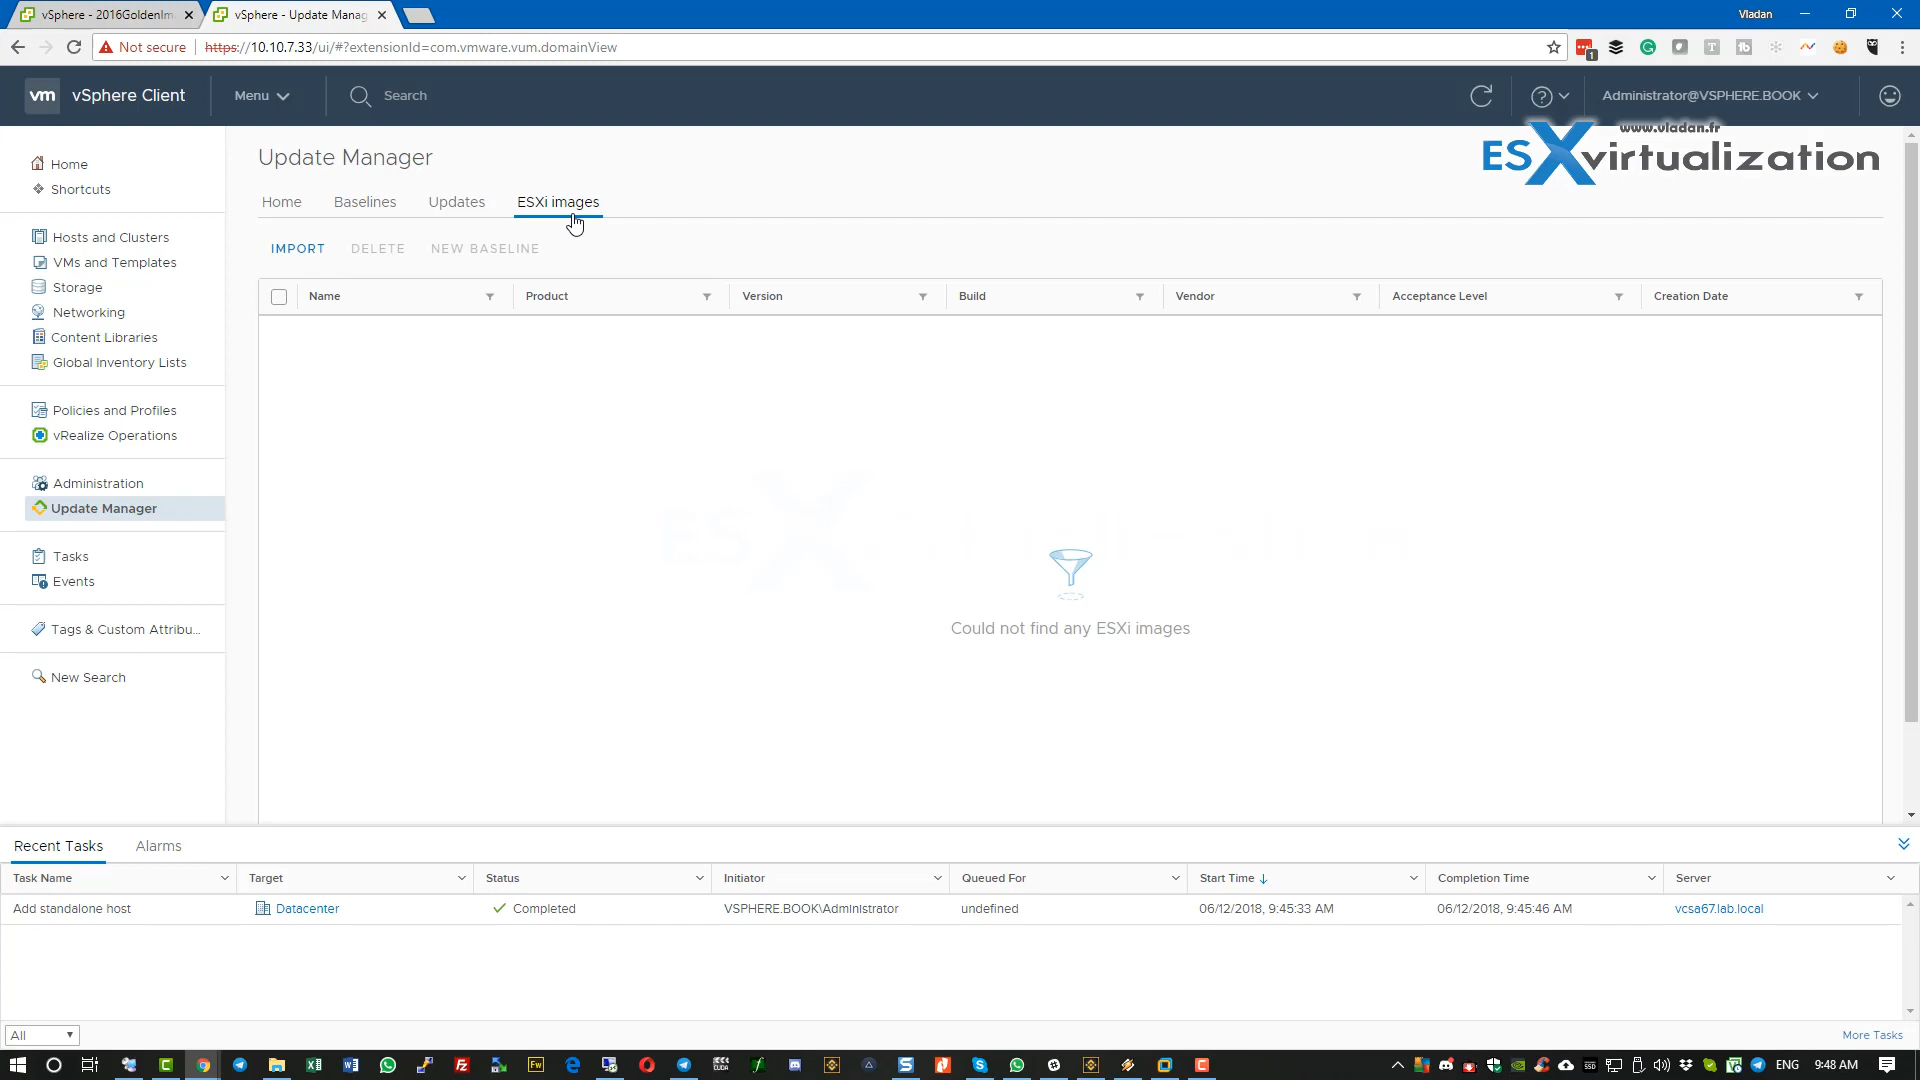 vSphere - 2016GoldenIm
vSphere - Update Manag
Vladan
Not secure https://10.10.7.33/ui/#?extensionId=com.vmware.vum.domainView
1
vm vSphere Client Menu Search Administrator@VSPHERE.BOOK
www.vladan.fr
ESXvirtualization
Home
Shortcuts
Hosts and Clusters
VMs and Templates
Storage
Networking
Content Libraries
Global Inventory Lists
Policies and Profiles
vRealize Operations
Administration
Update Manager
Tasks
Events
Tags & Custom Attribu...
New Search
Update Manager
Home Baselines Updates ESXi images
IMPORT DELETE NEW BASELINE
Name Product Version Build Vendor Acceptance Level Creation Date
Could not find any ESXi images
Recent Tasks Alarms
Task Name Target Status Initiator Queued For Start Time Completion Time Server
Add standalone host Datacenter Completed VSPHERE.BOOK\Administrator undefined 06/12/2018, 9:45:33 AM 06/12/2018, 9:45:46 AM vcsa67.lab.local
All More Tasks
ENG 9:48 AM